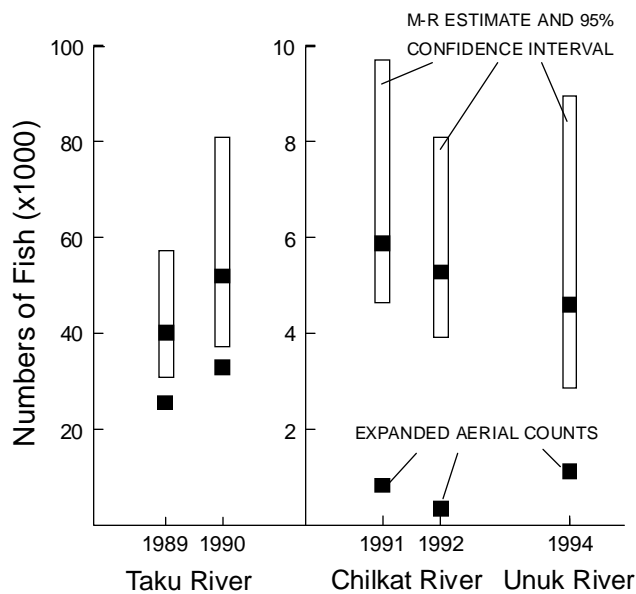 M-R ESTIMATE AND 95%
CONFIDENCE INTERVAL
Numbers of Fish (x1000)
100
80
60
40
20
10
8
6
4
2
EXPANDED AERIAL COUNTS
1989 1990 1991 1992 1994
Taku River Chilkat River Unuk River